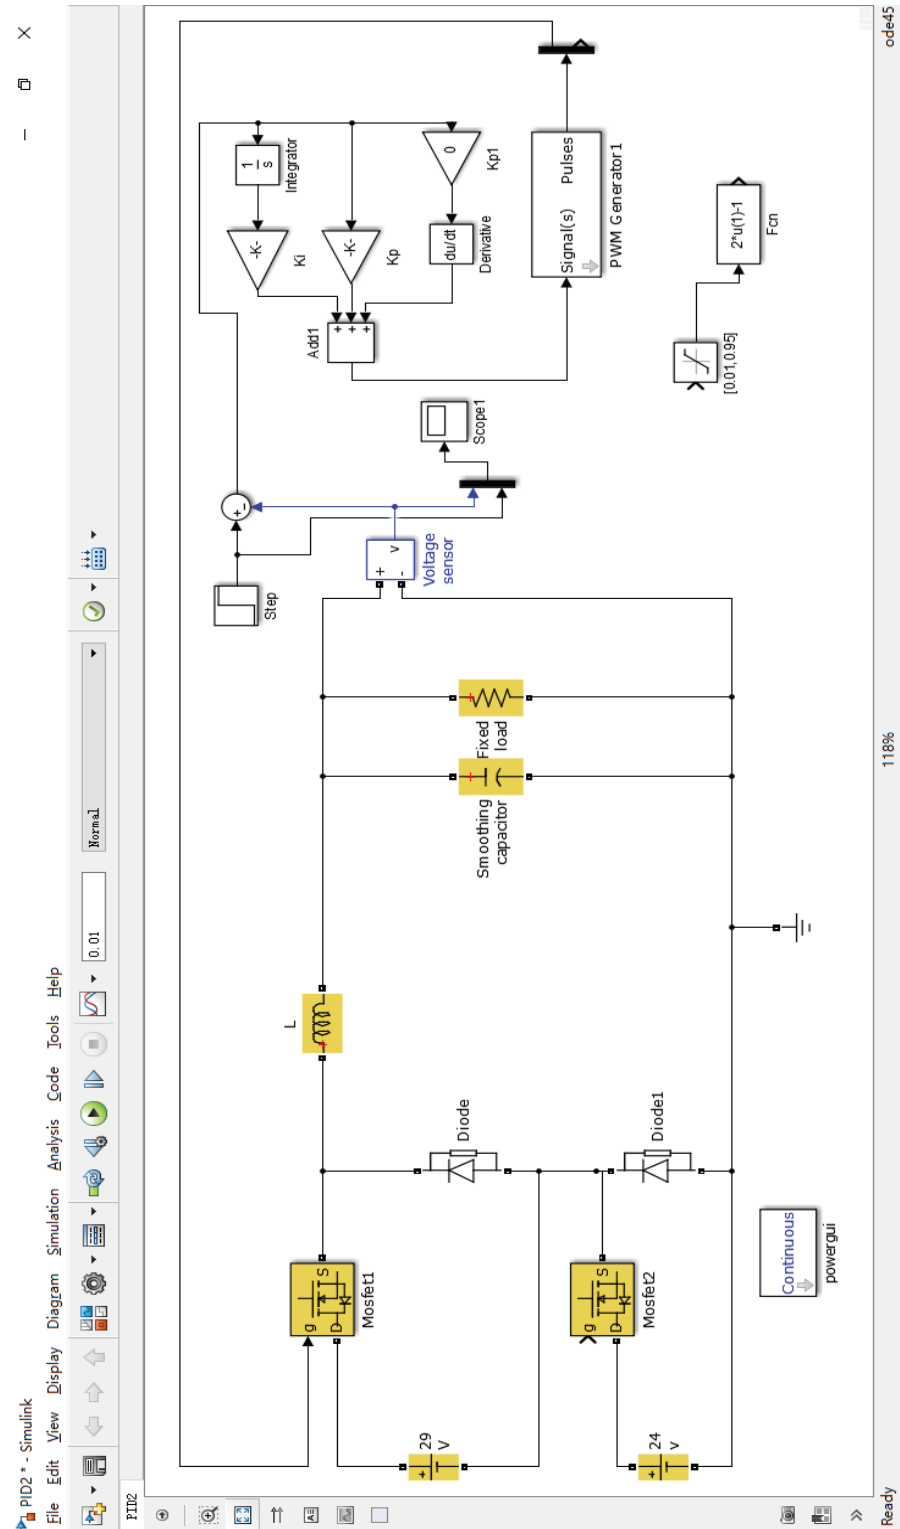 PID2 * - Simulink
File Edit View Display Diagram Simulation Analysis Code Tools Help
0.01
Normal
PID2
Step
+
-
1
s
Integrator
-K-
Ki
-K-
Kp
0
Kp1
du/dt
Derivative
Add1
+
+
+
Signal(s) Pulses
PWM Generator1
Scope1
+
-
v
Voltage
sensor
[0.01,0.95]
2*u(1)-1
Fcn
L
g
D
S
Mosfet1
g
D
S
Mosfet2
Diode
Diode1
Smoothing
capacitor
Fixed
load
+
29
V
+
24
v
Continuous
powergui
Ready
118%
ode45